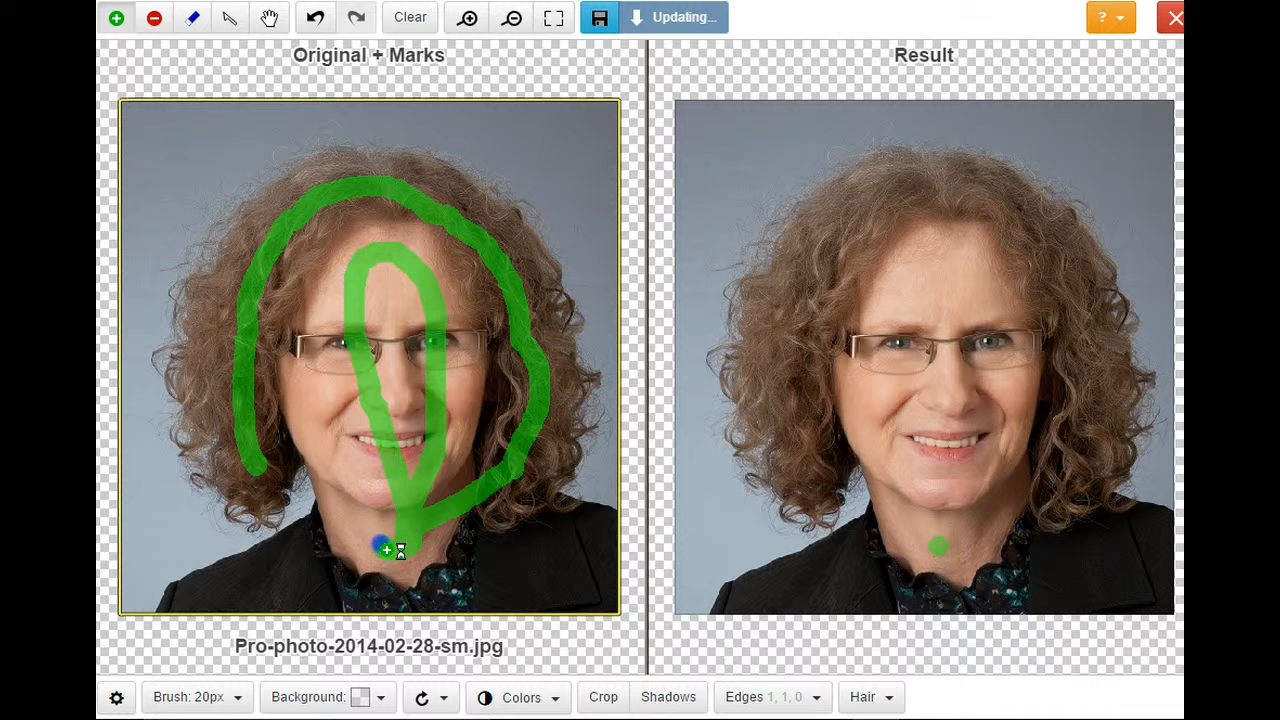 Clear
Updating...
?
Original + Marks
Result
Pro-photo-2014-02-28-sm.jpg
Brush: 20px
Background:
Colors
Crop
Shadows
Edges 1, 1, 0
Hair